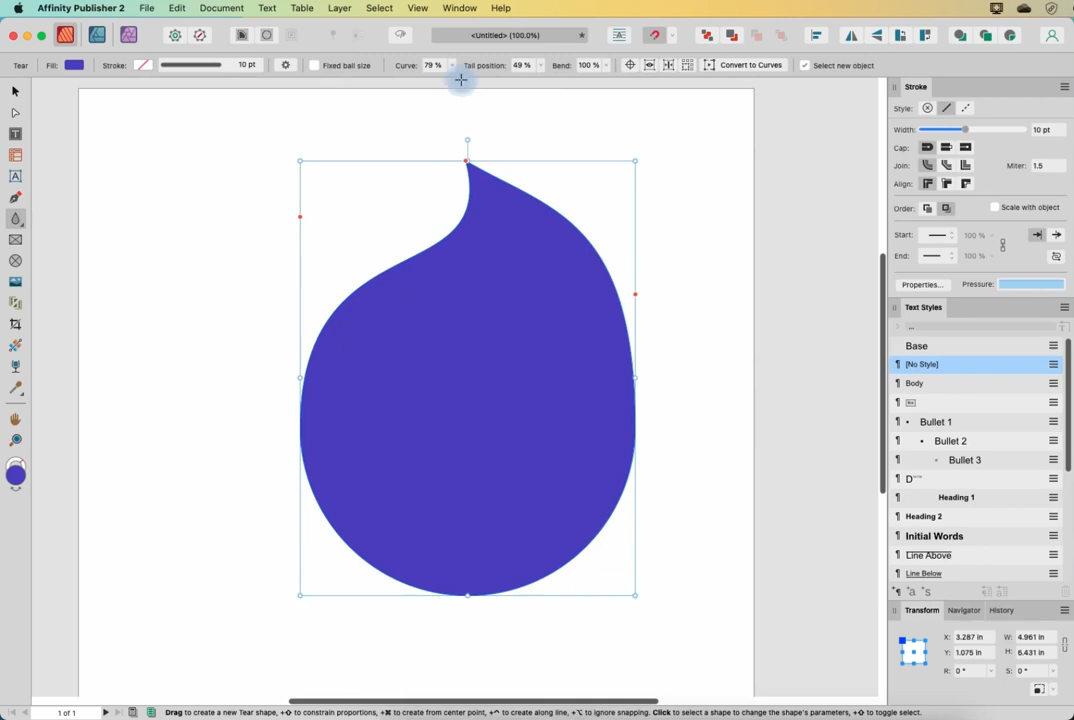 Affinity Publisher 2 File Edit Document Text Table Layer Select View Window Help
<Untitled> (100.0%)
Tear Fill: Stroke: 10 pt Fixed ball size Curve: 79 % Tail position: 49 % Bend: 100 % Convert to Curves Select new object
Stroke
Style:
Width: 10 pt
Cap:
Join: Miter: 1.5
Align:
Order: Scale with object
Start: 100 %
End: 100 %
Properties... Pressure:
Text Styles
...
Base
[No Style]
Body
Bullet 1
Bullet 2
Bullet 3
Heading 1
Heading 2
Initial Words
Line Above
Line Below
Transform Navigator History
X: 3.287 in W: 4.961 in
Y: 1.075 in H: 6.431 in
R: 0 ° S: 0 °
1 of 1 Drag to create a new Tear shape, +⇧ to constrain proportions, +⌘ to create from center point, +^ to create along line, +⌥ to ignore snapping. Click to select a shape to change the shape's parameters, +⇧ to toggle select.